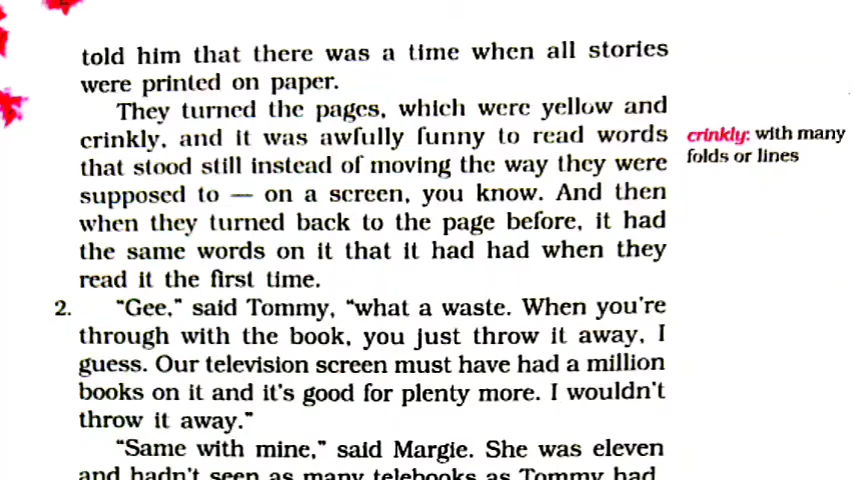 told him that there was a time when all stories
were printed on paper.
They turned the pages, which were yellow and
crinkly, and it was awfully funny to read words
that stood still instead of moving the way they were
supposed to — on a screen, you know. And then
when they turned back to the page before, it had
the same words on it that it had had when they
read it the first time.
crinkly: with many
folds or lines
2. "Gee," said Tommy, "what a waste. When you're
through with the book, you just throw it away, I
guess. Our television screen must have had a million
books on it and it's good for plenty more. I wouldn't
throw it away."
"Same with mine," said Margie. She was eleven
and hadn't seen as many telebooks as Tommy had.